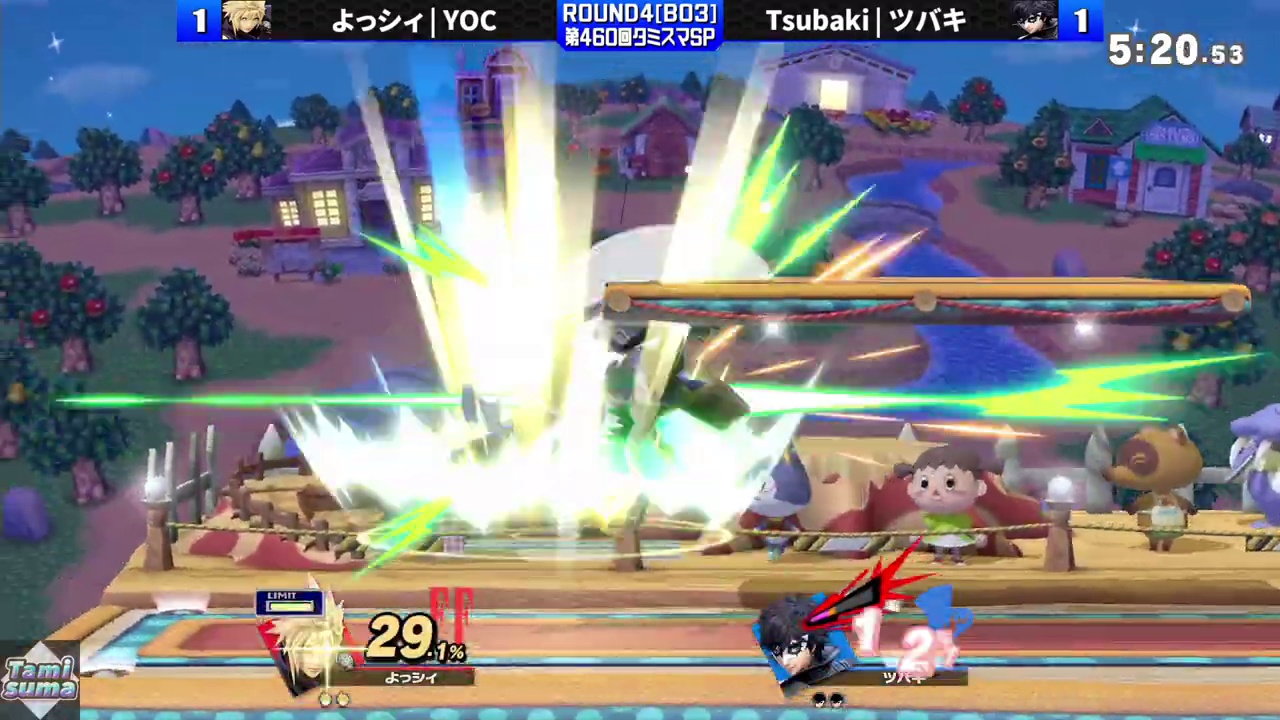 1 よっシィ | YOC
ROUND4[BO3]
第460回タミスマSP
Tsubaki | ツバキ 1
5:20.53
LIMIT
29.1%
よっシィ
ツバキ
Tami
suma